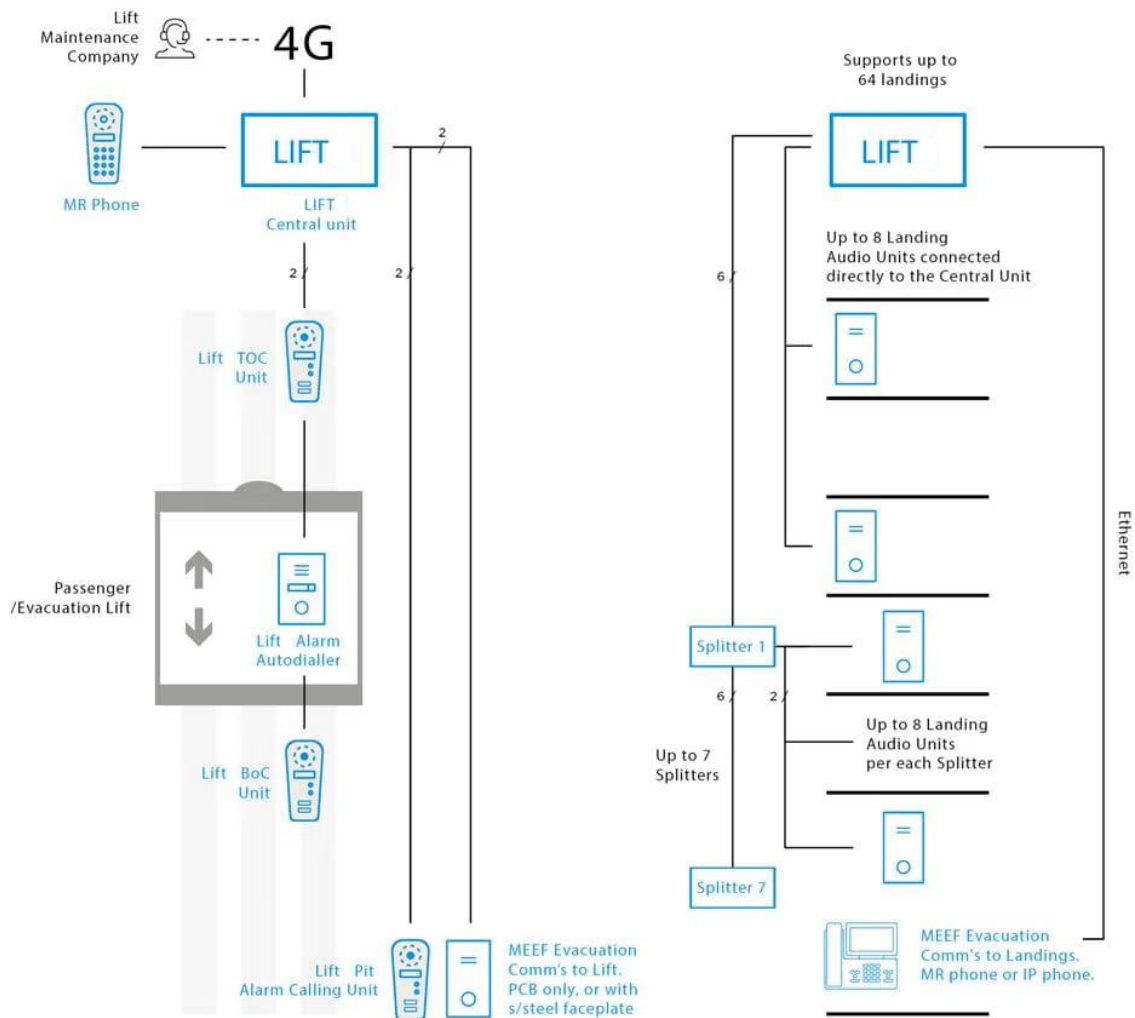 Lift
Maintenance
Company
4G
LIFT
MR Phone
LIFT
Central unit
2
2
2
Lift TOC
Unit
Passenger
/Evacuation Lift
Lift Alarm
Autodialler
Lift BoC
Unit
Lift Pit
Alarm Calling Unit
MEEF Evacuation
Comm's to Lift.
PCB only, or with
s/steel faceplate
Supports up to
64 landings
LIFT
Up to 8 Landing
Audio Units connected
directly to the Central Unit
6
Ethernet
Splitter 1
6
2
Up to 7
Splitters
Up to 8 Landing
Audio Units
per each Splitter
Splitter 7
MEEF Evacuation
Comm's to Landings.
MR phone or IP phone.